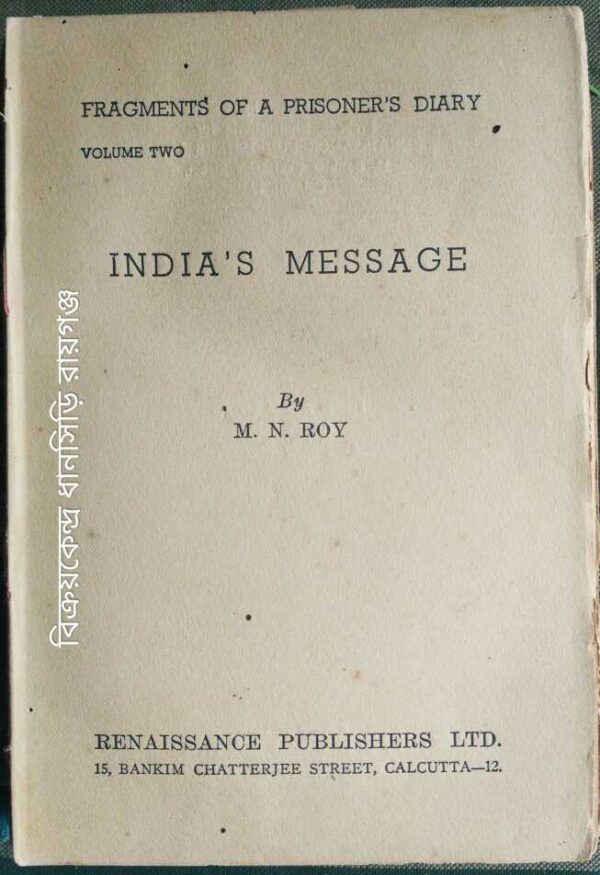 FRAGMENTS OF A PRISONER'S DIARY
VOLUME TWO
INDIA'S MESSAGE
By
M. N. ROY
RENAISSANCE PUBLISHERS LTD.
15, BANKIM CHATTERJEE STREET, CALCUTTA—12.
বিক্রয়কেন্দ্র ধানসিড়ি রায়গঞ্জ